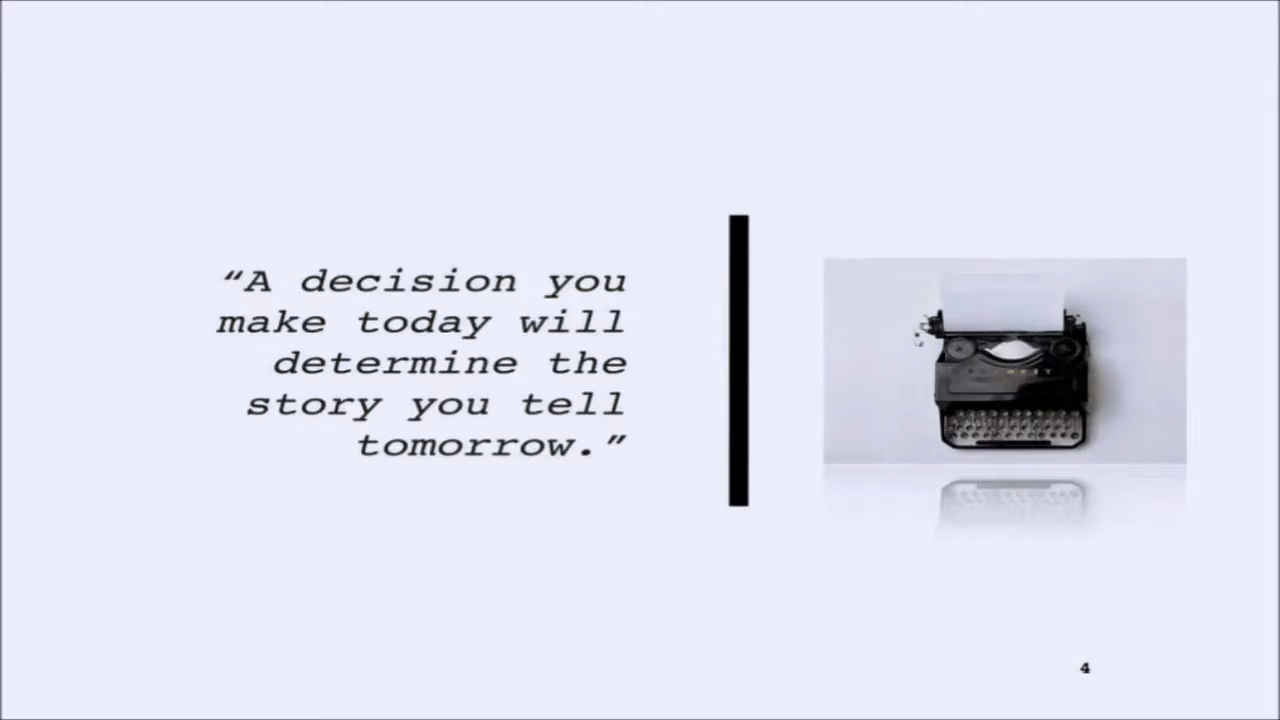 “A decision you
make today will
determine the
story you tell
tomorrow.”
4